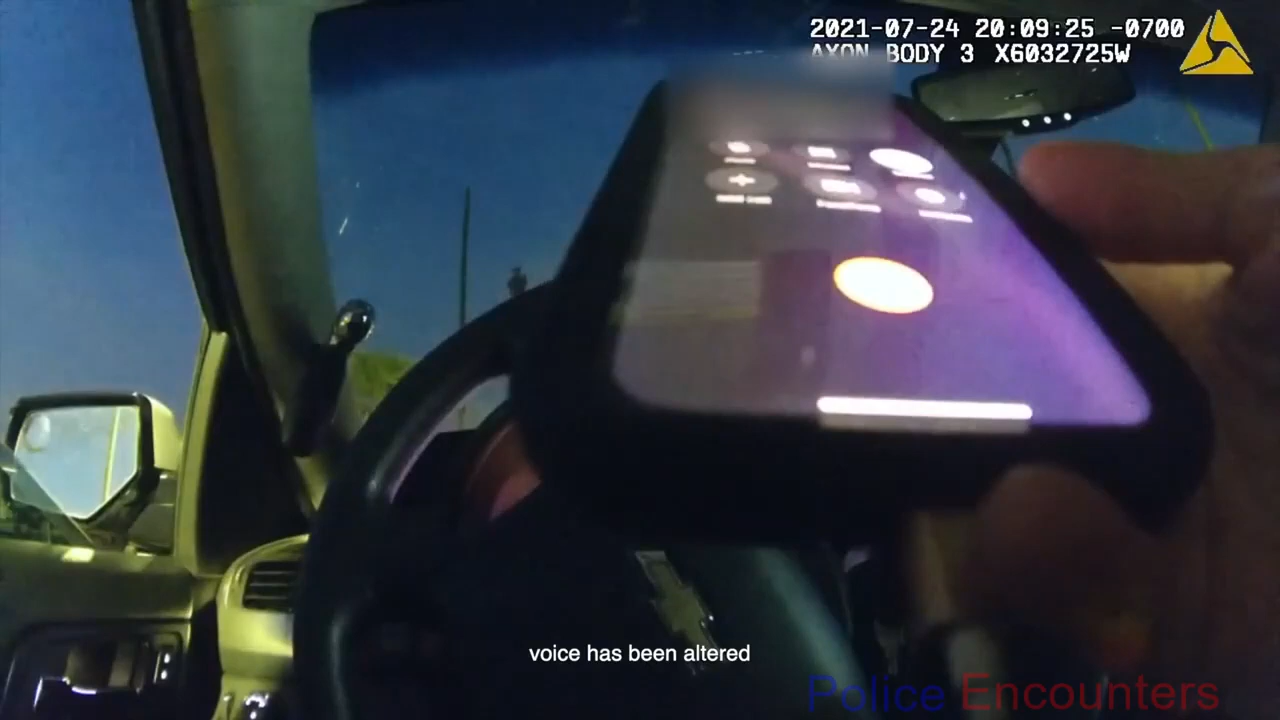 2021-07-24 20:09:25 -0700
AXON BODY 3 X6032725W
voice has been altered
Police Encounters